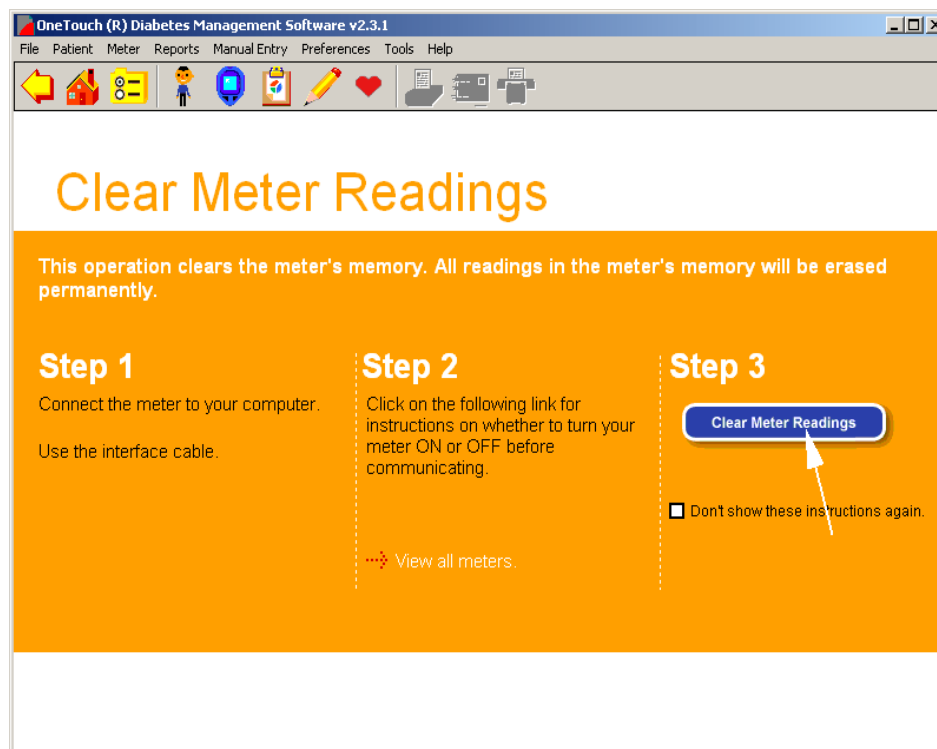 OneTouch (R) Diabetes Management Software v2.3.1
File Patient Meter Reports Manual Entry Preferences Tools Help
Clear Meter Readings
This operation clears the meter's memory. All readings in the meter's memory will be erased
permanently.
Step 1
Connect the meter to your computer.
Use the interface cable.
Step 2
Click on the following link for
instructions on whether to turn your
meter ON or OFF before
communicating.
View all meters.
Step 3
Clear Meter Readings
Don't show these instructions again.